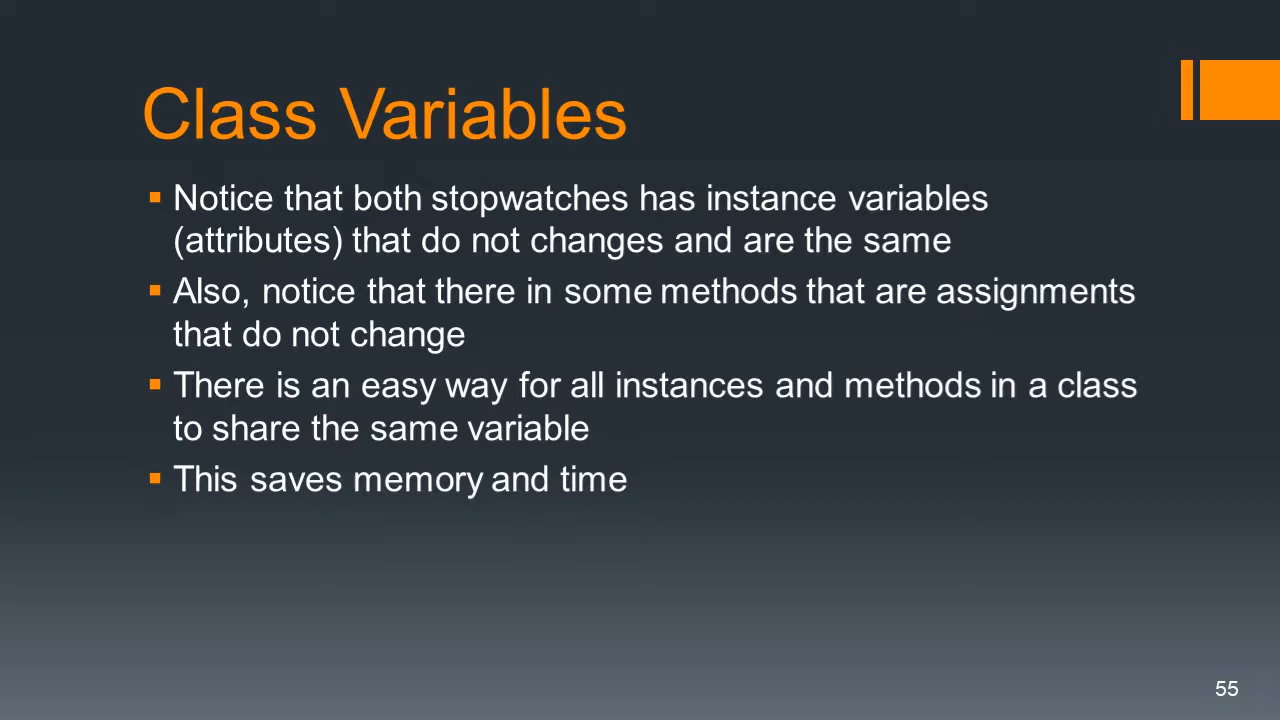 Class Variables
Notice that both stopwatches has instance variables
(attributes) that do not changes and are the same
Also, notice that there in some methods that are assignments
that do not change
There is an easy way for all instances and methods in a class
to share the same variable
This saves memory and time
55